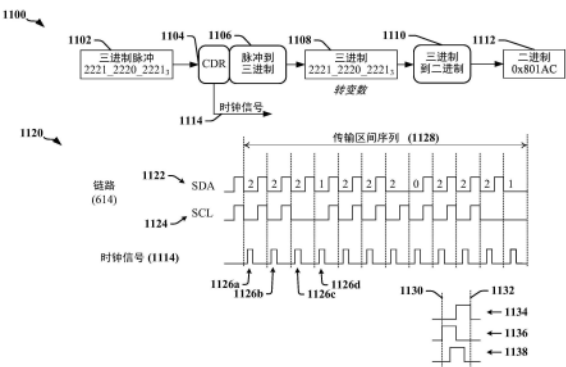 1100
1102
1104
1106
1108
1110
1112
三进制脉冲
2221_2220_2221₃
CDR
脉冲到
三进制
三进制
2221_2220_2221₃
转变数
三进制
到二进制
二进制
0x801AC
时钟信号
1114
1120
传输区间序列 (1128)
链路
(614)
1122
SDA
2 2 2 2 1 2 2 2 0 2 2 2 1
1124
SCL
时钟信号 (1114)
1126a
1126b
1126c
1126d
1130
1132
1134
1136
1138